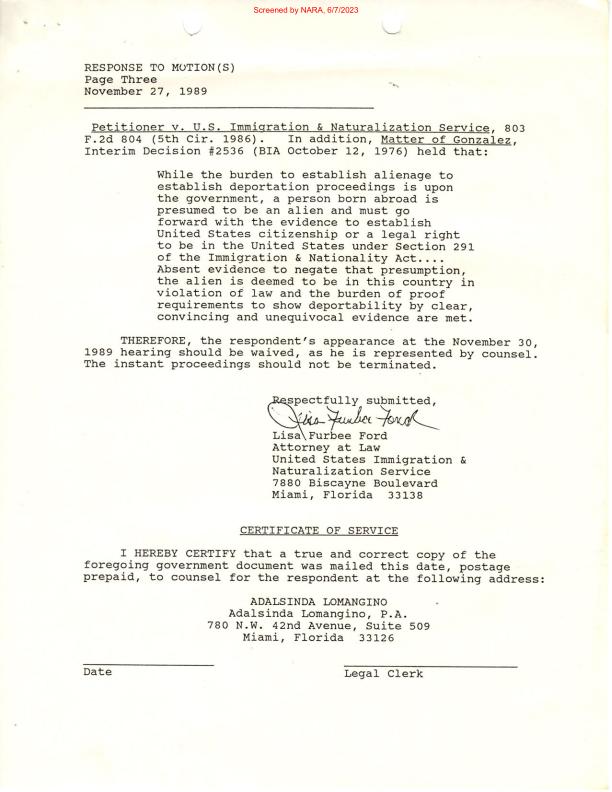 Screened by NARA, 6/7/2023
RESPONSE TO MOTION(S)
Page Three
November 27, 1989
Petitioner v. U.S. Immigration & Naturalization Service, 803
F.2d 804 (5th Cir. 1986). In addition, Matter of Gonzalez,
Interim Decision #2536 (BIA October 12, 1976) held that:
While the burden to establish alienage to
establish deportation proceedings is upon
the government, a person born abroad is
presumed to be an alien and must go
forward with the evidence to establish
United States citizenship or a legal right
to be in the United States under Section 291
of the Immigration & Nationality Act....
Absent evidence to negate that presumption,
the alien is deemed to be in this country in
violation of law and the burden of proof
requirements to show deportability by clear,
convincing and unequivocal evidence are met.
THEREFORE, the respondent's appearance at the November 30,
1989 hearing should be waived, as he is represented by counsel.
The instant proceedings should not be terminated.
Respectfully submitted,
Lisa Furbee Ford
Lisa Furbee Ford
Attorney at Law
United States Immigration &
Naturalization Service
7880 Biscayne Boulevard
Miami, Florida 33138
CERTIFICATE OF SERVICE
I HEREBY CERTIFY that a true and correct copy of the
foregoing government document was mailed this date, postage
prepaid, to counsel for the respondent at the following address:
ADALSINDA LOMANGINO
Adalsinda Lomangino, P.A.
780 N.W. 42nd Avenue, Suite 509
Miami, Florida 33126
Date
Legal Clerk